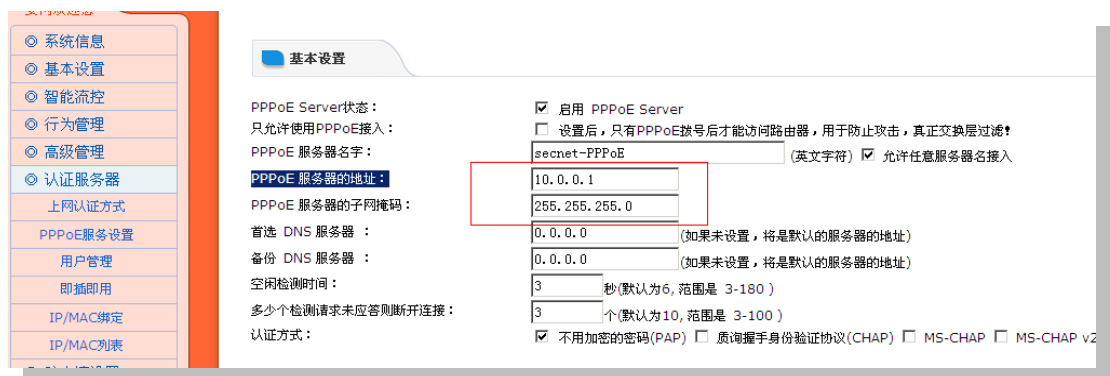 ◎ 系统信息
◎ 基本设置
◎ 智能流控
◎ 行为管理
◎ 高级管理
◎ 认证服务器
上网认证方式
PPPoE服务设置
用户管理
即插即用
IP/MAC绑定
IP/MAC列表
基本设置
PPPoE Server状态： 启用 PPPoE Server
只允许使用PPPoE接入： 设置后，只有PPPoE拨号后才能访问路由器，用于防止攻击，真正交换层过滤!
PPPoE 服务器名字： secnet-PPPoE (英文字符) 允许任意服务器名接入
PPPoE 服务器的地址： 10.0.0.1
PPPoE 服务器的子网掩码： 255.255.255.0
首选 DNS 服务器 ： 0.0.0.0 (如果未设置，将是默认的服务器的地址)
备份 DNS 服务器 ： 0.0.0.0 (如果未设置，将是默认的服务器的地址)
空闲检测时间： 3 秒(默认为6, 范围是 3-180 )
多少个检测请求未应答则断开连接： 3 个(默认为10, 范围是 3-100 )
认证方式： 不用加密的密码(PAP) 质询握手身份验证协议(CHAP) MS-CHAP MS-CHAP v2